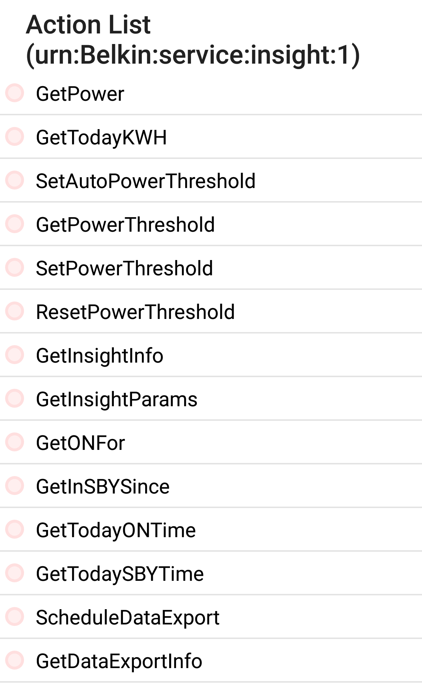 Action List
(urn:Belkin:service:insight:1)
GetPower
GetTodayKWH
SetAutoPowerThreshold
GetPowerThreshold
SetPowerThreshold
ResetPowerThreshold
GetInsightInfo
GetInsightParams
GetONFor
GetInSBYSince
GetTodayONTime
GetTodaySBYTime
ScheduleDataExport
GetDataExportInfo